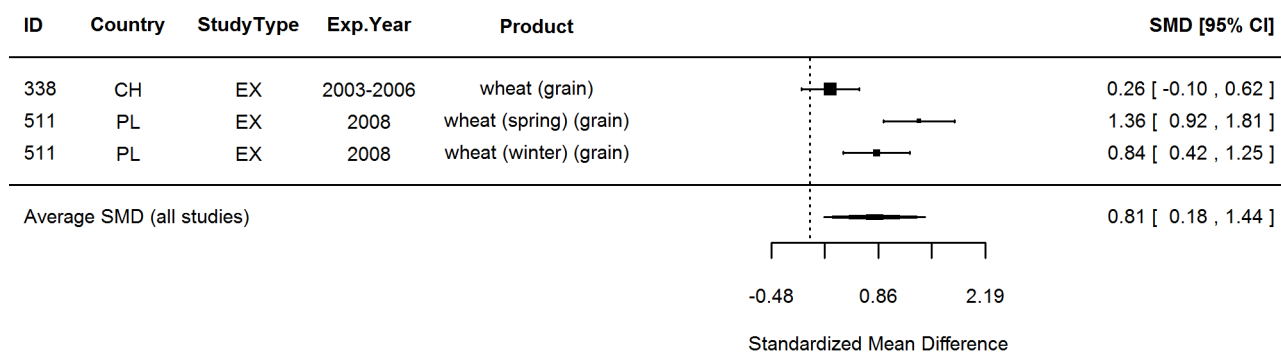 ID Country StudyType Exp.Year Product SMD [95% CI]
338 CH EX 2003-2006 wheat (grain) 0.26 [ -0.10 , 0.62 ]
511 PL EX 2008 wheat (spring) (grain) 1.36 [ 0.92 , 1.81 ]
511 PL EX 2008 wheat (winter) (grain) 0.84 [ 0.42 , 1.25 ]
Average SMD (all studies) 0.81 [ 0.18 , 1.44 ]
-0.48 0.86 2.19
Standardized Mean Difference